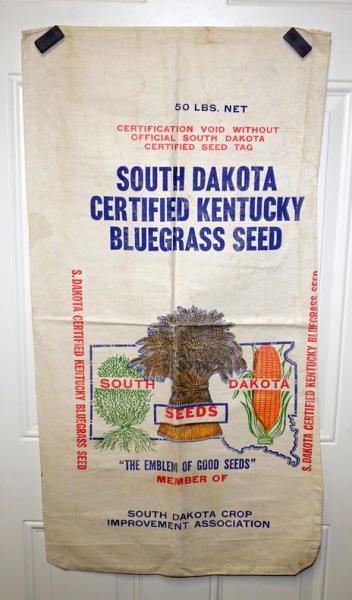 50 LBS. NET
CERTIFICATION VOID WITHOUT
OFFICIAL SOUTH DAKOTA
CERTIFIED SEED TAG
SOUTH DAKOTA
CERTIFIED KENTUCKY
BLUEGRASS SEED
S. DAKOTA CERTIFIED KENTUCKY BLUEGRASS SEED
S. DAKOTA CERTIFIED KENTUCKY BLUEGRASS SEED
SOUTH DAKOTA
SEEDS
"THE EMBLEM OF GOOD SEEDS"
MEMBER OF
SOUTH DAKOTA CROP
IMPROVEMENT ASSOCIATION